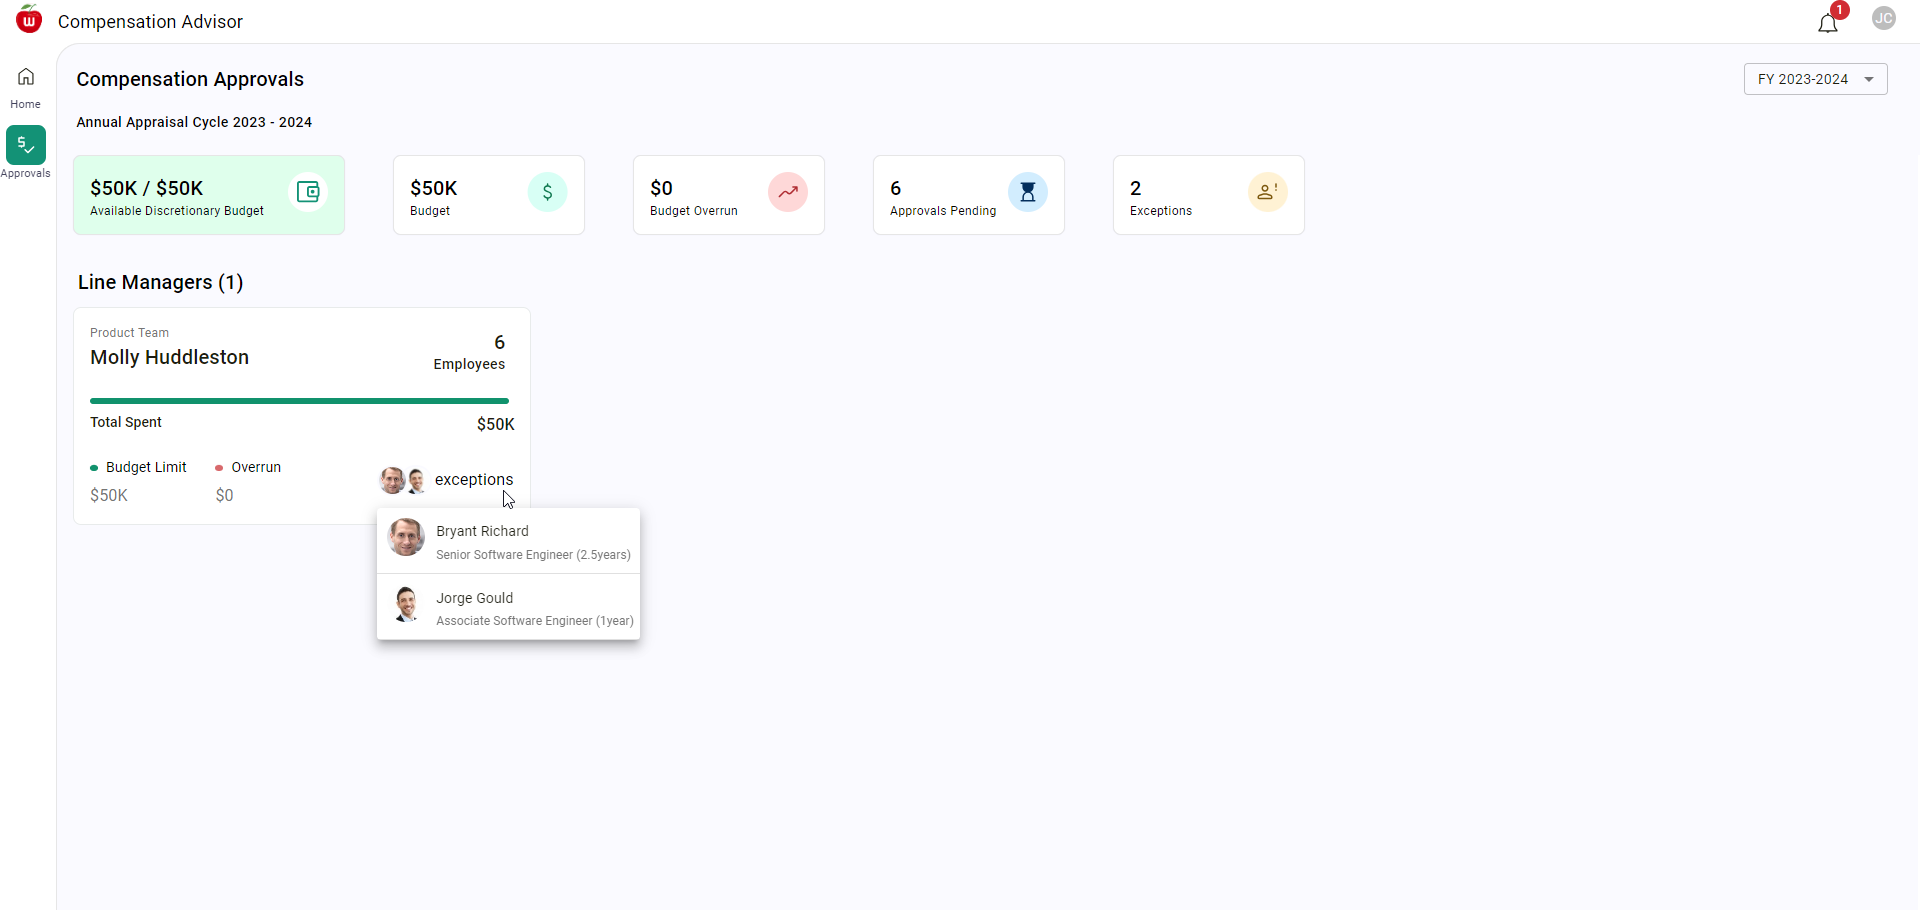 w
Compensation Advisor
1
JC
Home
Approvals
Compensation Approvals
FY 2023-2024
Annual Appraisal Cycle 2023 - 2024
$50K / $50K
Available Discretionary Budget
$50K
Budget
$
$0
Budget Overrun
6
Approvals Pending
2
Exceptions
Line Managers (1)
Product Team
Molly Huddleston
6
Employees
Total Spent
$50K
Budget Limit
$50K
Overrun
$0
exceptions
Bryant Richard
Senior Software Engineer (2.5years)
Jorge Gould
Associate Software Engineer (1year)